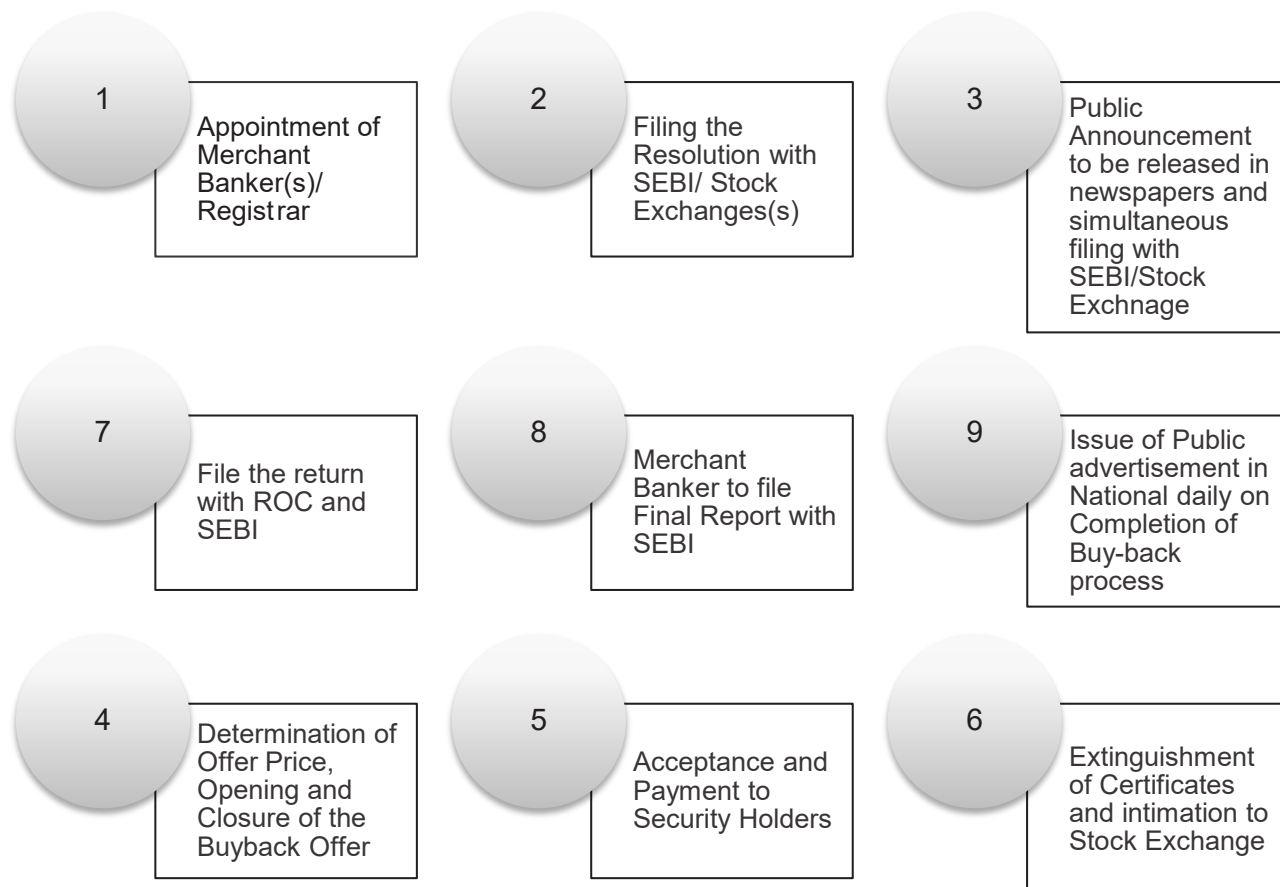 1
Appointment of
Merchant
Banker(s)/
Registrar
2
Filing the
Resolution with
SEBI/ Stock
Exchanges(s)
3
Public
Announcement
to be released in
newspapers and
simultaneous
filing with
SEBI/Stock
Exchnage
7
File the return
with ROC and
SEBI
8
Merchant
Banker to file
Final Report with
SEBI
9
Issue of Public
advertisement in
National daily on
Completion of
Buy-back
process
4
Determination of
Offer Price,
Opening and
Closure of the
Buyback Offer
5
Acceptance and
Payment to
Security Holders
6
Extinguishment
of Certificates
and intimation to
Stock Exchange